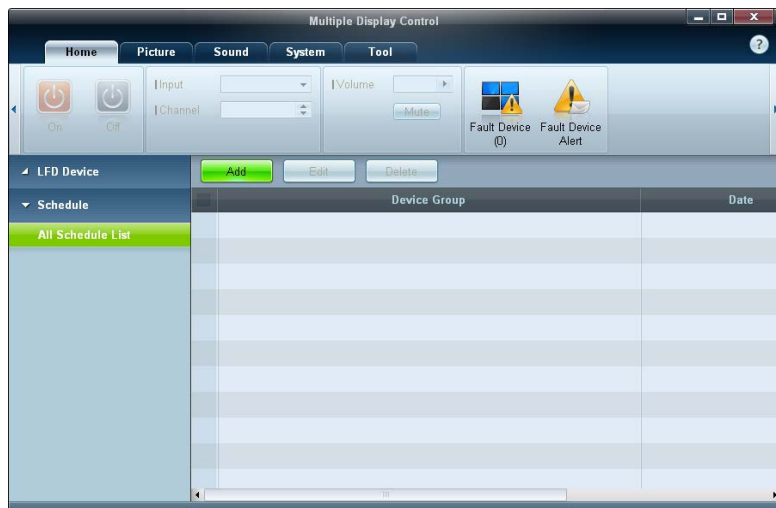 Multiple Display Control
Home Picture Sound System Tool
Input
Channel
On Off
Volume
Mute
Fault Device
(0)
Fault Device
Alert
LFD Device
Schedule
All Schedule List
Add Edit Delete
Device Group Date